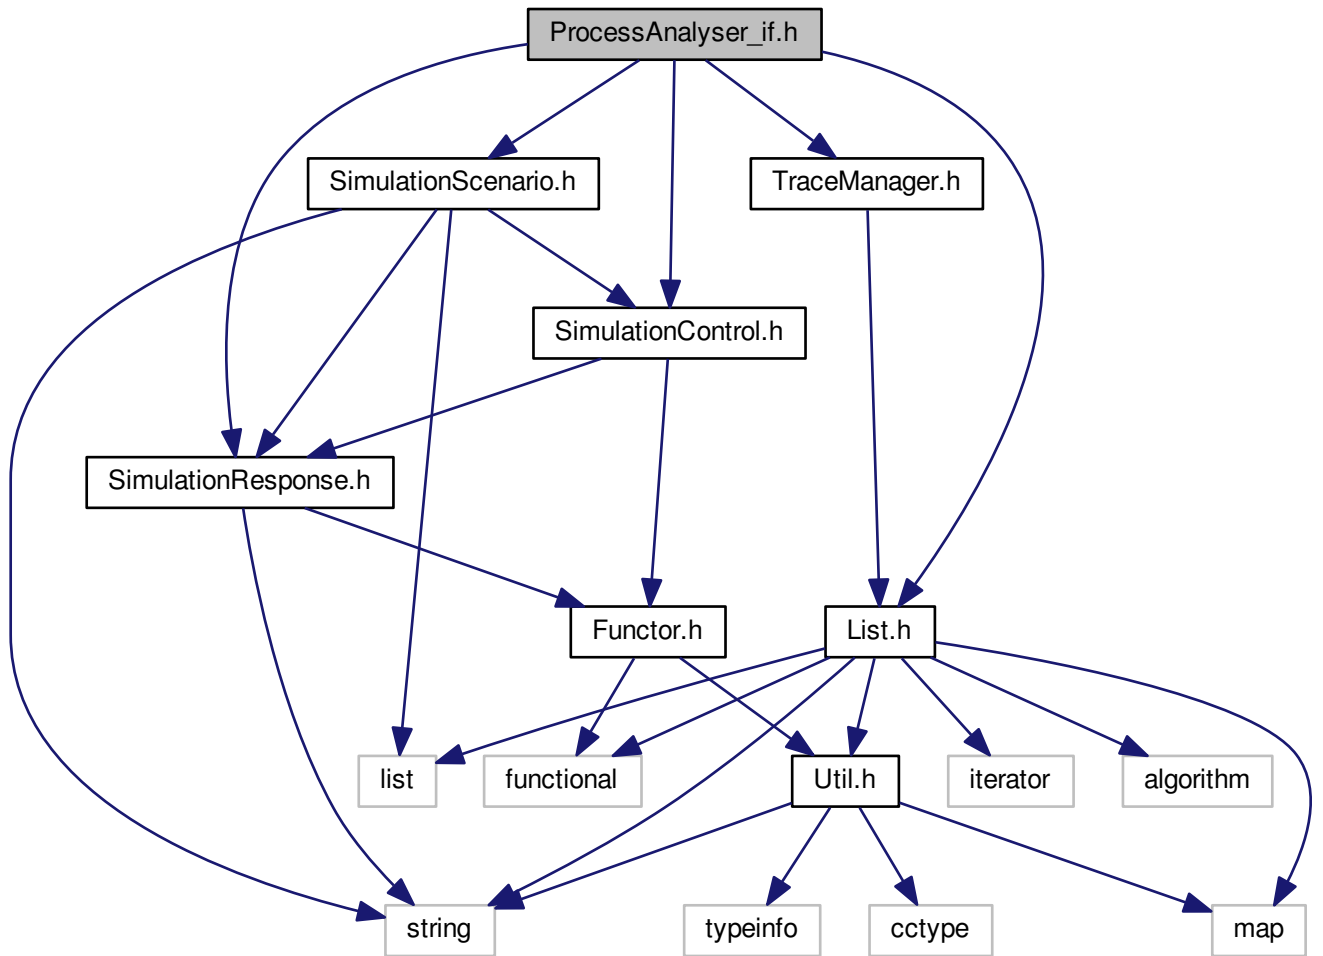 ProcessAnalyser_if.h
SimulationScenario.h
TraceManager.h
SimulationControl.h
SimulationResponse.h
Functor.h
List.h
list
functional
Util.h
iterator
algorithm
string
typeinfo
cctype
map